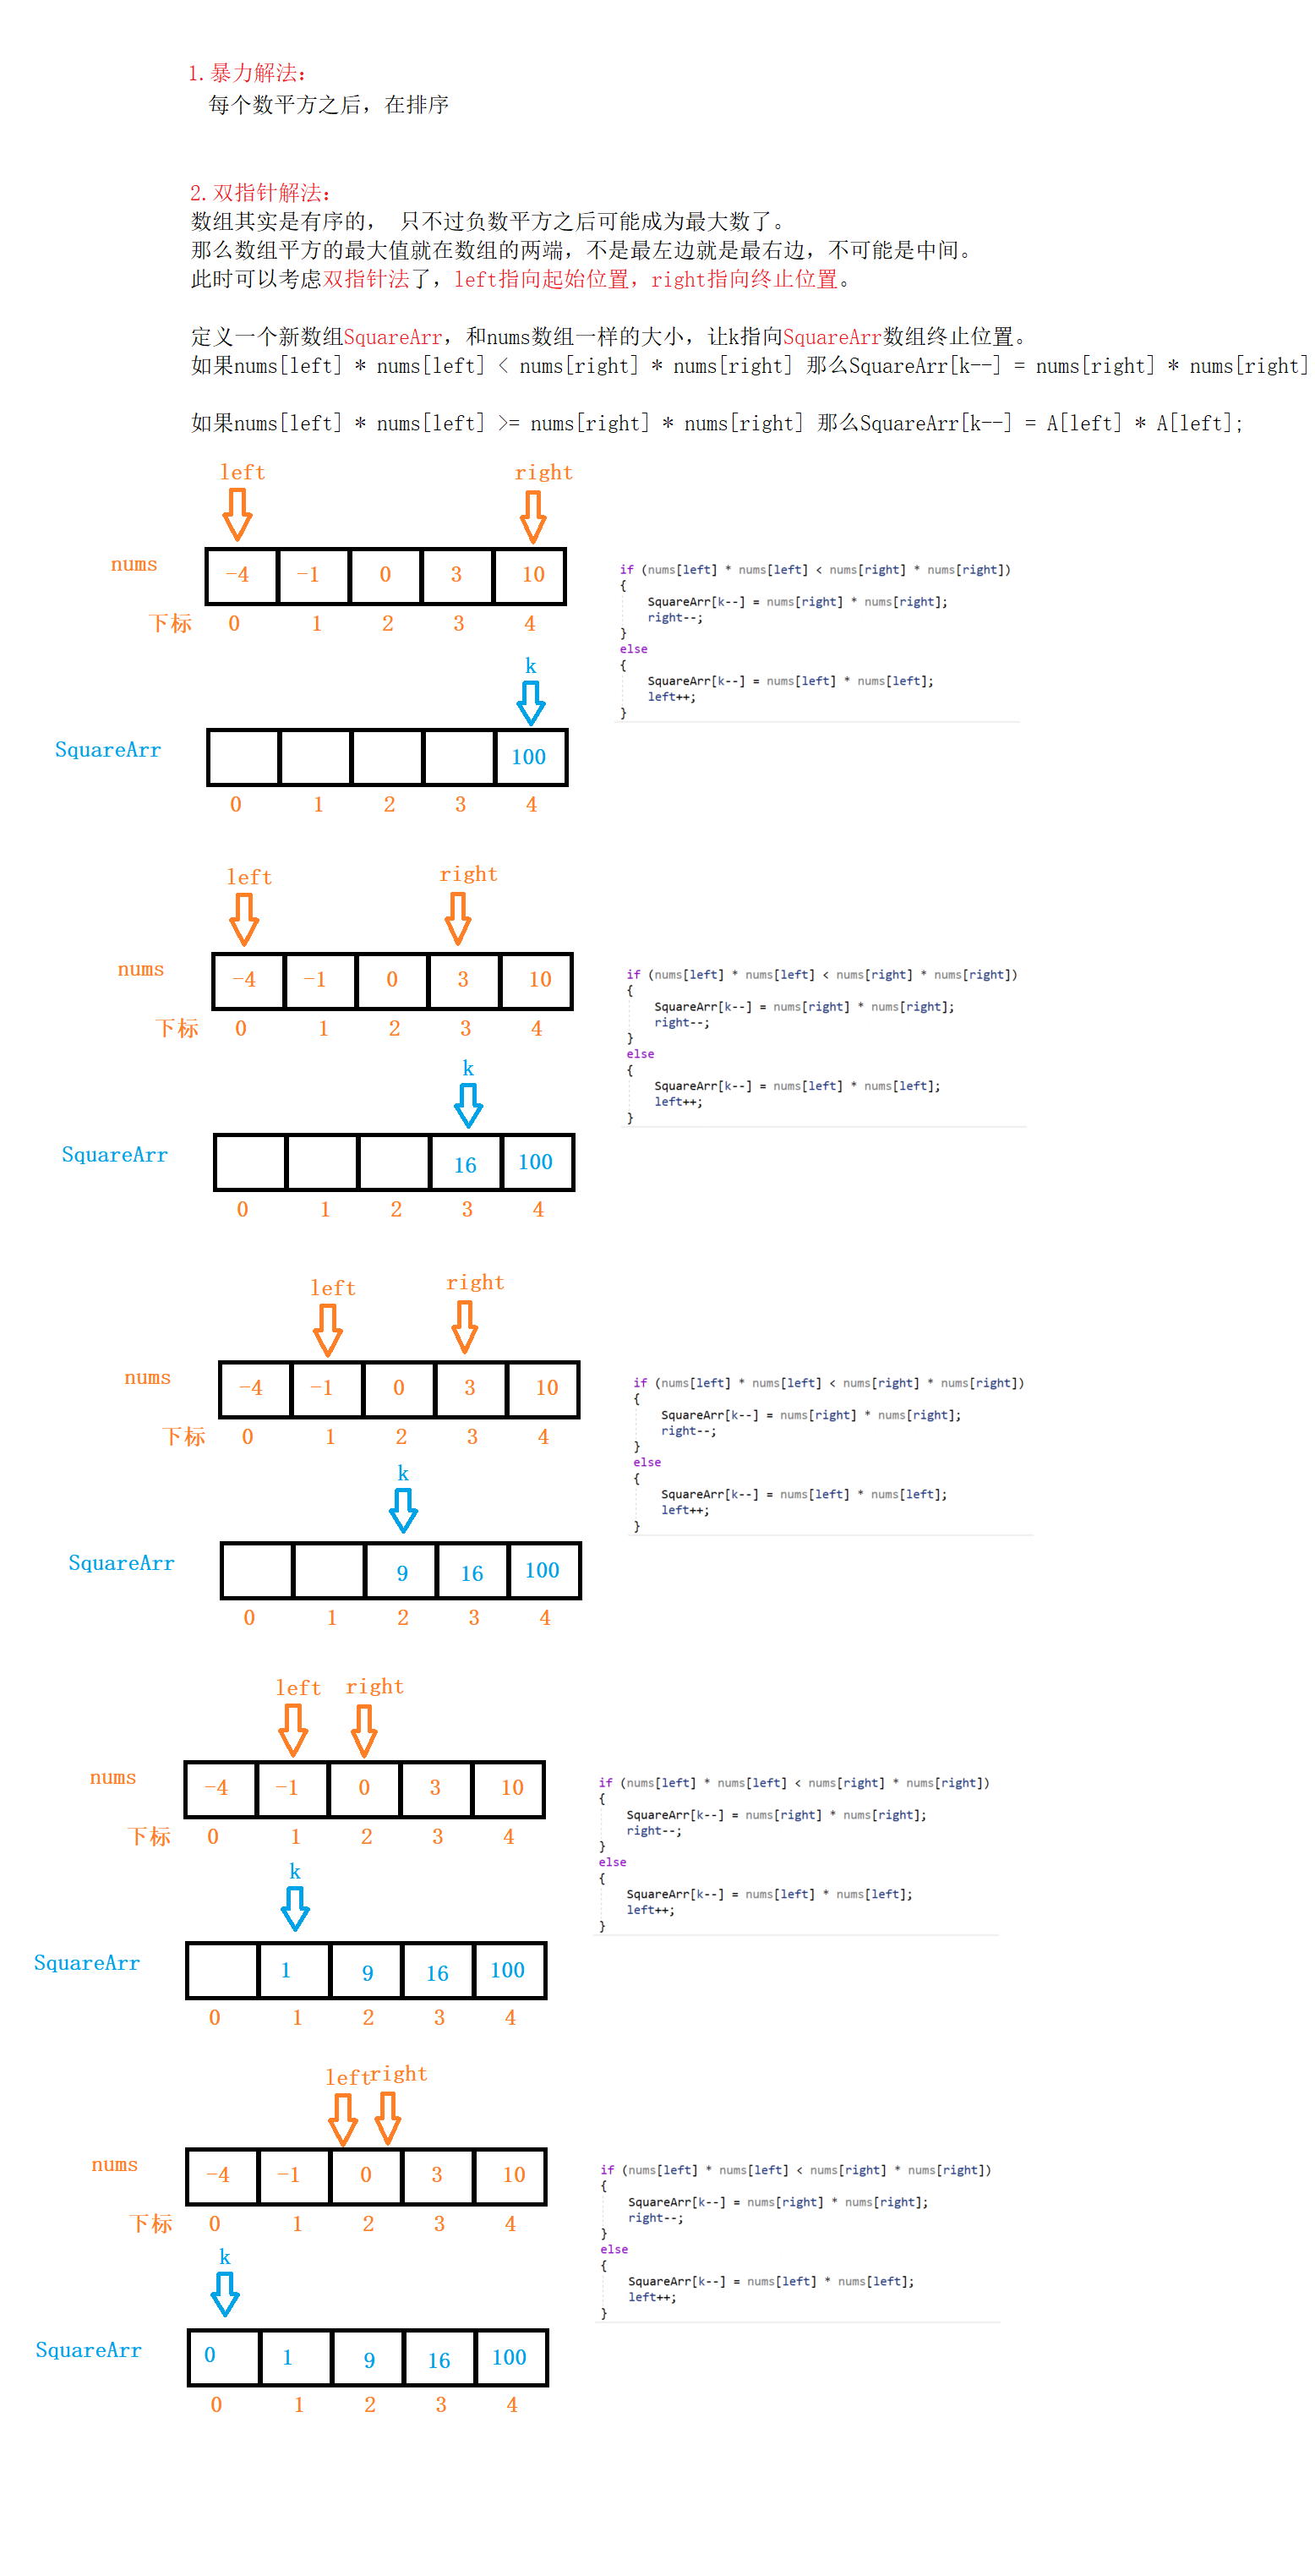 1.暴力解法：
每个数平方之后，在排序
2.双指针解法：
数组其实是有序的， 只不过负数平方之后可能成为最大数了。
那么数组平方的最大值就在数组的两端，不是最左边就是最右边，不可能是中间。
此时可以考虑双指针法了，left指向起始位置，right指向终止位置。
定义一个新数组SquareArr，和nums数组一样的大小，让k指向SquareArr数组终止位置。
如果nums[left] * nums[left] < nums[right] * nums[right] 那么SquareArr[k--] = nums[right] * nums[right]
如果nums[left] * nums[left] >= nums[right] * nums[right] 那么SquareArr[k--] = A[left] * A[left];
left right
nums -4 -1 0 3 10
下标 0 1 2 3 4
k
SquareArr 100
0 1 2 3 4
if (nums[left] * nums[left] < nums[right] * nums[right])
{
SquareArr[k--] = nums[right] * nums[right];
right--;
}
else
{
SquareArr[k--] = nums[left] * nums[left];
left++;
}
left right
nums -4 -1 0 3 10
下标 0 1 2 3 4
k
SquareArr 16 100
0 1 2 3 4
if (nums[left] * nums[left] < nums[right] * nums[right])
{
SquareArr[k--] = nums[right] * nums[right];
right--;
}
else
{
SquareArr[k--] = nums[left] * nums[left];
left++;
}
left right
nums -4 -1 0 3 10
下标 0 1 2 3 4
k
SquareArr 9 16 100
0 1 2 3 4
if (nums[left] * nums[left] < nums[right] * nums[right])
{
SquareArr[k--] = nums[right] * nums[right];
right--;
}
else
{
SquareArr[k--] = nums[left] * nums[left];
left++;
}
left right
nums -4 -1 0 3 10
下标 0 1 2 3 4
k
SquareArr 1 9 16 100
0 1 2 3 4
if (nums[left] * nums[left] < nums[right] * nums[right])
{
SquareArr[k--] = nums[right] * nums[right];
right--;
}
else
{
SquareArr[k--] = nums[left] * nums[left];
left++;
}
left right
nums -4 -1 0 3 10
下标 0 1 2 3 4
k
SquareArr 0 1 9 16 100
0 1 2 3 4
if (nums[left] * nums[left] < nums[right] * nums[right])
{
SquareArr[k--] = nums[right] * nums[right];
right--;
}
else
{
SquareArr[k--] = nums[left] * nums[left];
left++;
}